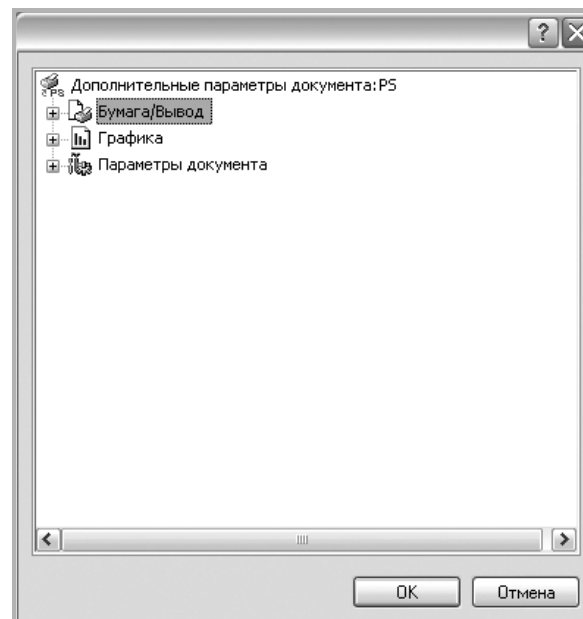 Дополнительные параметры документа:PS
Бумага/Вывод
Графика
Параметры документа
OK
Отмена